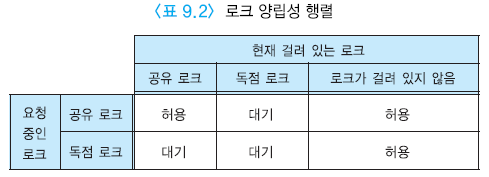 〈표 9.2〉 로크 양립성 행렬
현재 걸려 있는 로크
공유 로크 독점 로크 로크가 걸려 있지 않음
요청 중인 로크
공유 로크 허용 대기 허용
독점 로크 대기 대기 허용